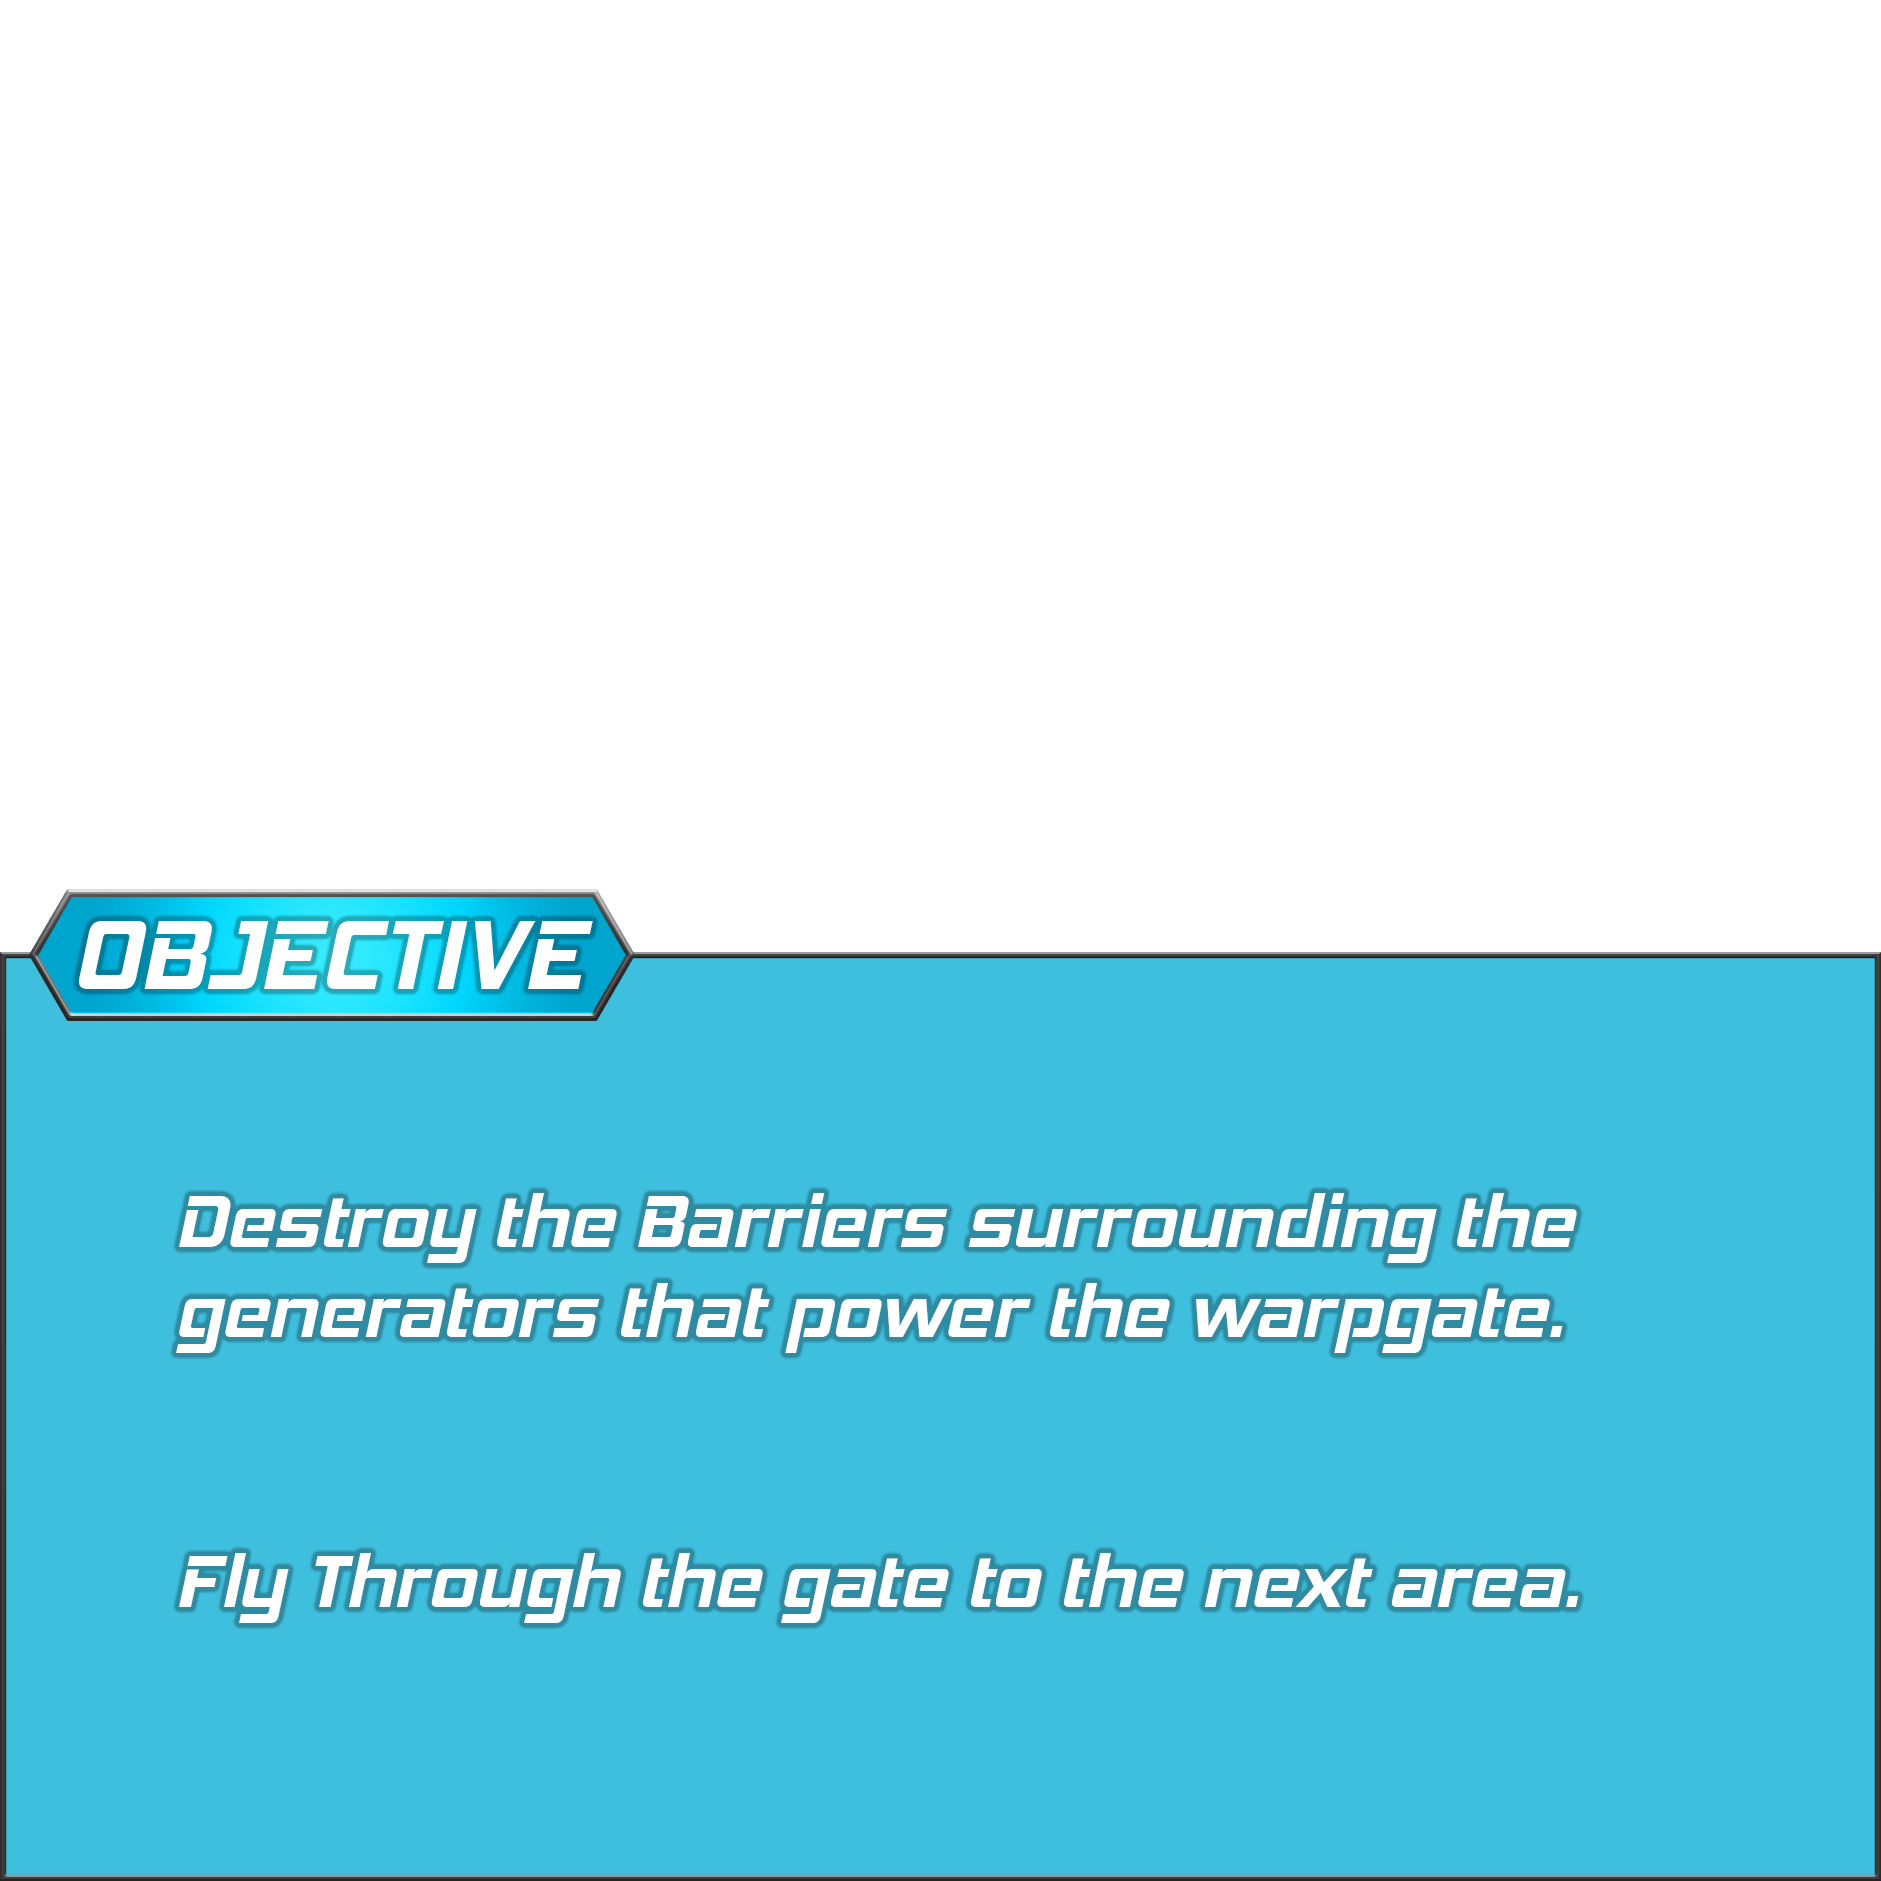 OBJECTIVE
Destroy the Barriers surrounding the
generators that power the warpgate.
Fly Through the gate to the next area.